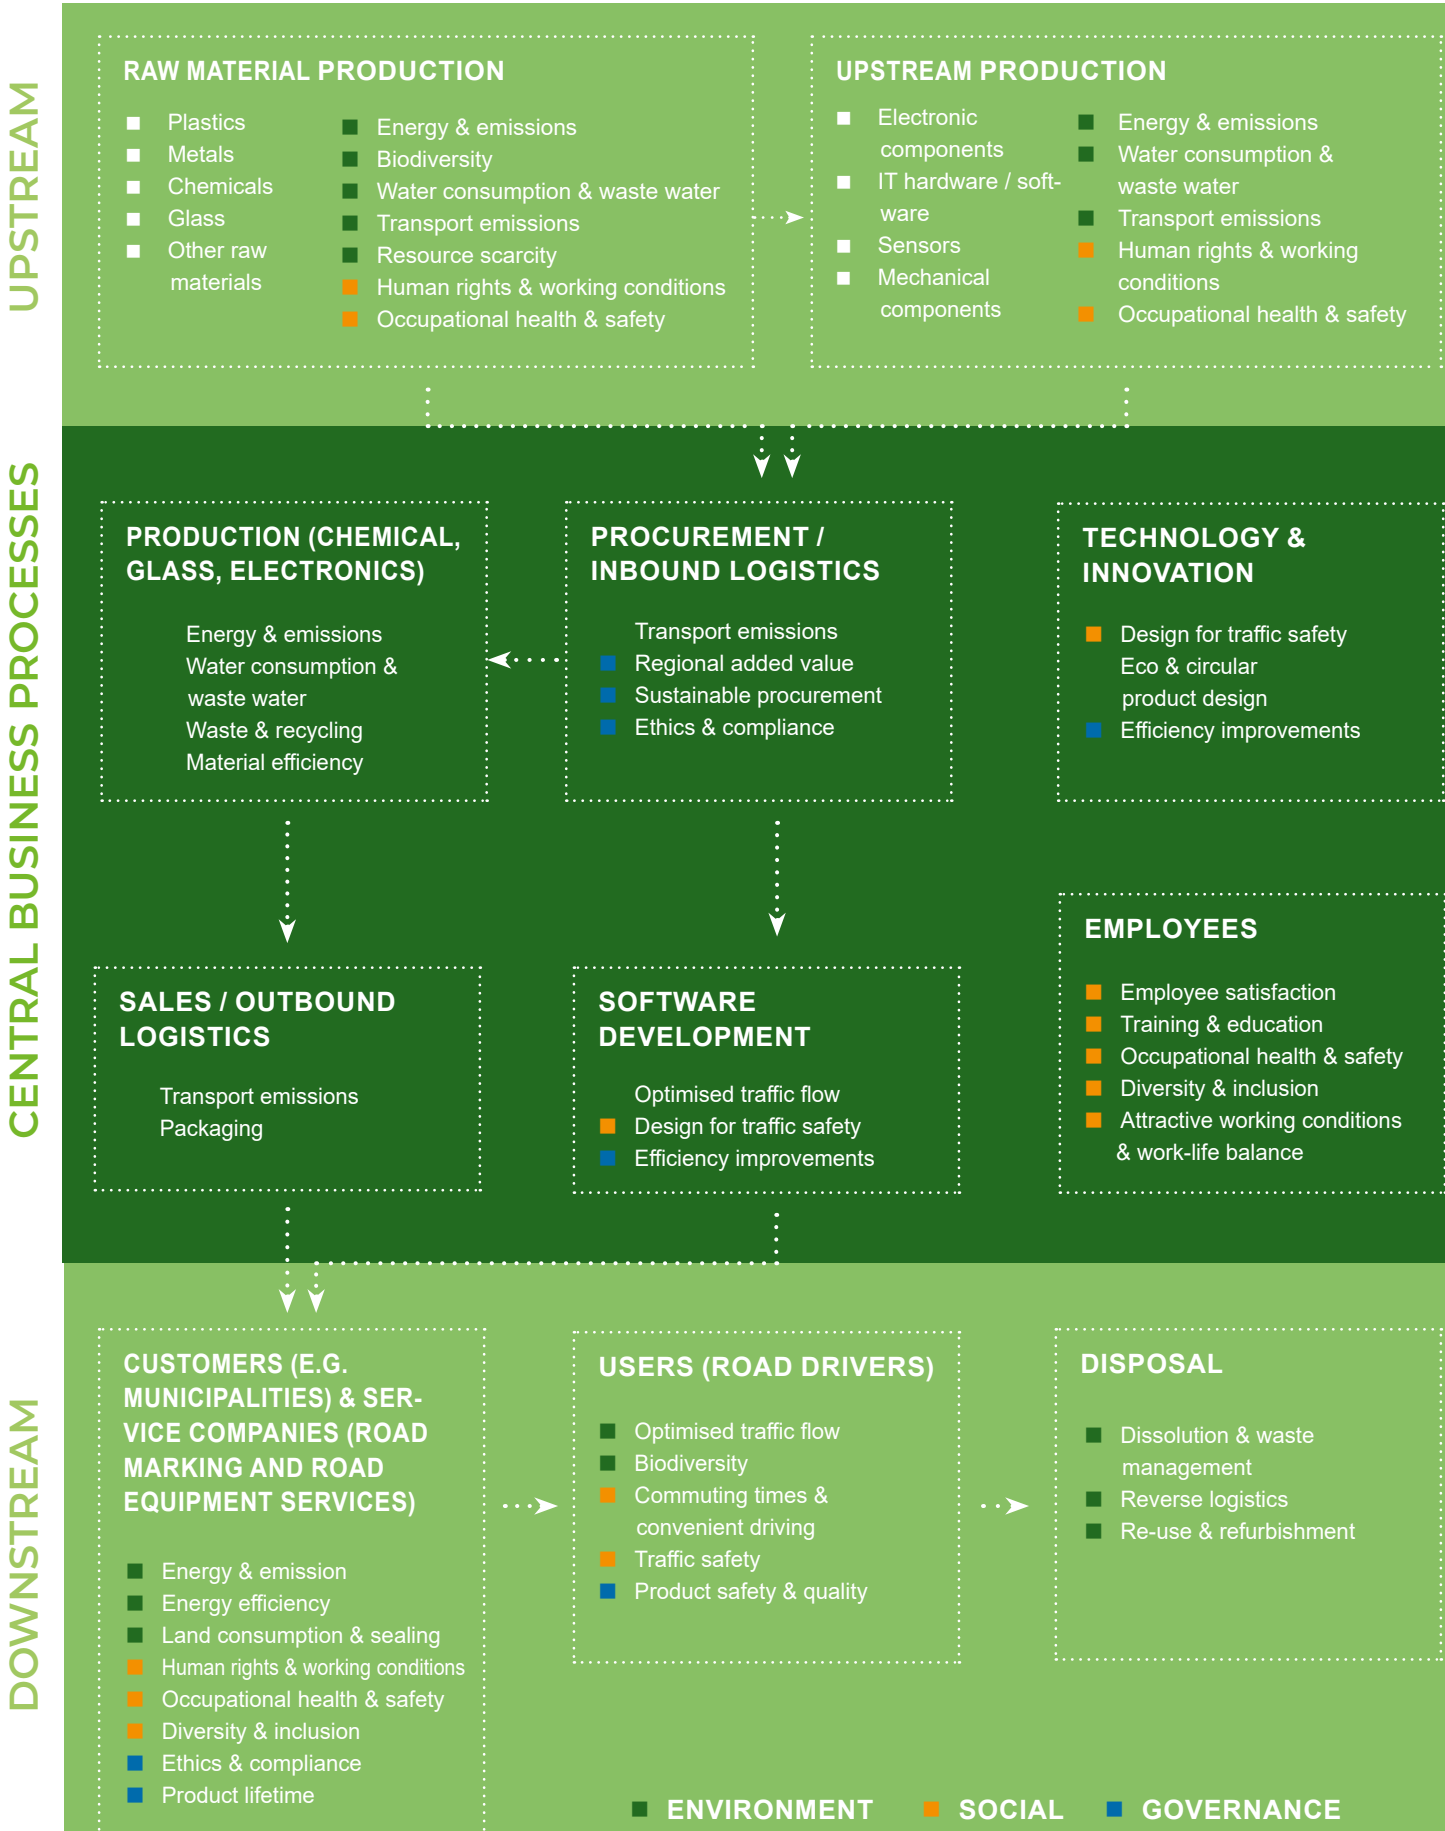 UPSTREAM
RAW MATERIAL PRODUCTION
Plastics
Metals
Chemicals
Glass
Other raw
materials
Energy & emissions
Biodiversity
Water consumption & waste water
Transport emissions
Resource scarcity
Human rights & working conditions
Occupational health & safety
UPSTREAM PRODUCTION
Electronic
components
IT hardware / soft-
ware
Sensors
Mechanical
components
Energy & emissions
Water consumption &
waste water
Transport emissions
Human rights & working
conditions
Occupational health & safety
CENTRAL BUSINESS PROCESSES
PRODUCTION (CHEMICAL,
GLASS, ELECTRONICS)
Energy & emissions
Water consumption &
waste water
Waste & recycling
Material efficiency
PROCUREMENT /
INBOUND LOGISTICS
Transport emissions
Regional added value
Sustainable procurement
Ethics & compliance
TECHNOLOGY &
INNOVATION
Design for traffic safety
Eco & circular
product design
Efficiency improvements
SALES / OUTBOUND
LOGISTICS
Transport emissions
Packaging
SOFTWARE
DEVELOPMENT
Optimised traffic flow
Design for traffic safety
Efficiency improvements
EMPLOYEES
Employee satisfaction
Training & education
Occupational health & safety
Diversity & inclusion
Attractive working conditions
& work-life balance
DOWNSTREAM
CUSTOMERS (E.G.
MUNICIPALITIES) & SER-
VICE COMPANIES (ROAD
MARKING AND ROAD
EQUIPMENT SERVICES)
Energy & emission
Energy efficiency
Land consumption & sealing
Human rights & working conditions
Occupational health & safety
Diversity & inclusion
Ethics & compliance
Product lifetime
USERS (ROAD DRIVERS)
Optimised traffic flow
Biodiversity
Commuting times &
convenient driving
Traffic safety
Product safety & quality
DISPOSAL
Dissolution & waste
management
Reverse logistics
Re-use & refurbishment
ENVIRONMENT
SOCIAL
GOVERNANCE